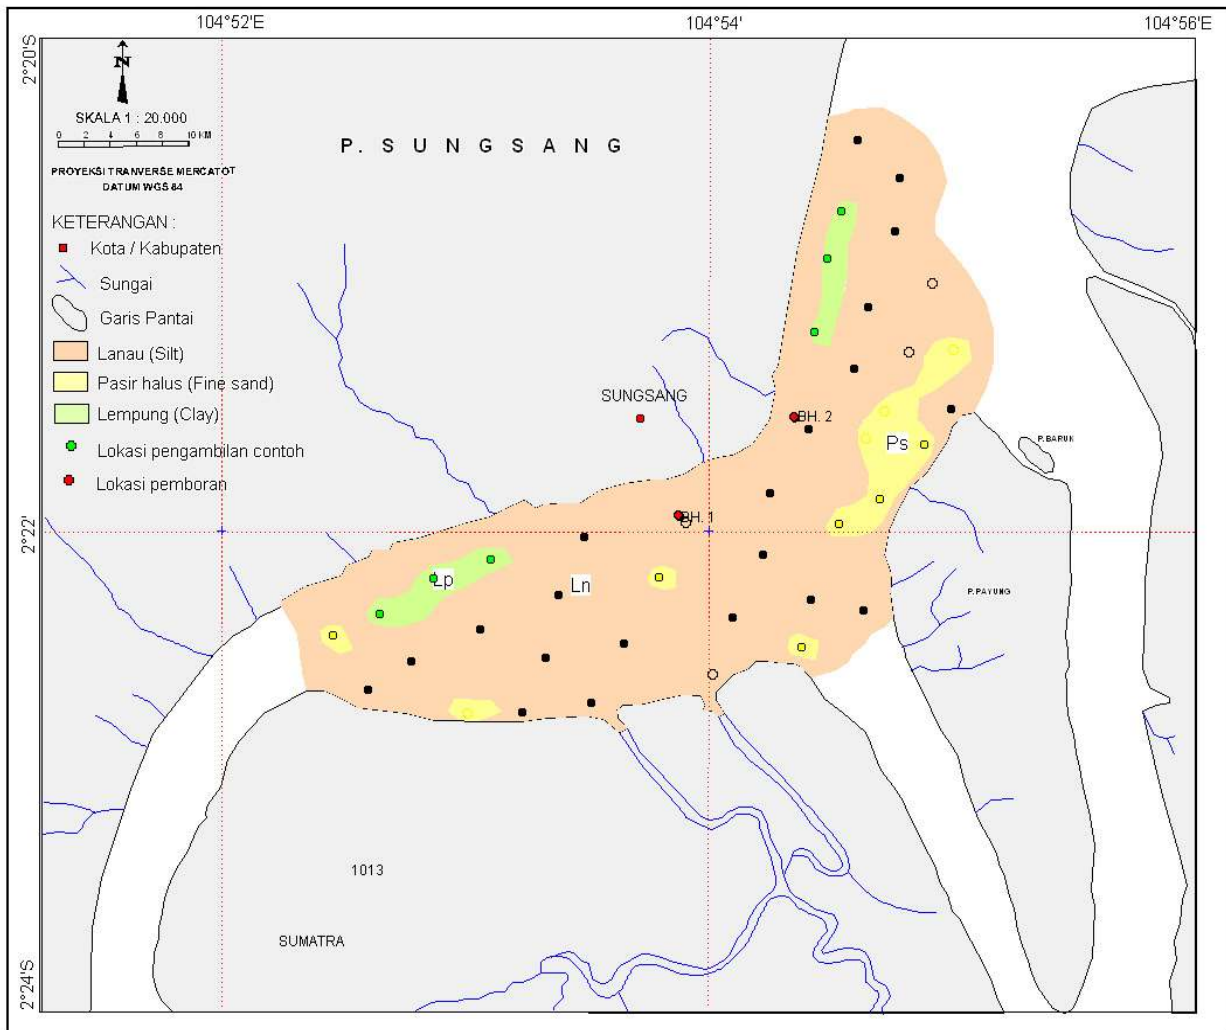 104°52'E
104°54'
104°56'E
2°20'S
N
SKALA 1 : 20.000
0 2 4 6 8 10 KM
PROYEKSI TRANVERSE MERCATOT
DATUM WGS 84
P. SUNGSANG
KETERANGAN :
Kota / Kabupaten
Sungai
Garis Pantai
Lanau (Silt)
Pasir halus (Fine sand)
Lempung (Clay)
Lokasi pengambilan contoh
Lokasi pemboran
SUNGSANG
BH. 2
Ps
P.BARUK
BH. 1
2°22'
Lp
Ln
P.PAYUNG
1013
SUMATRA
2°24'S